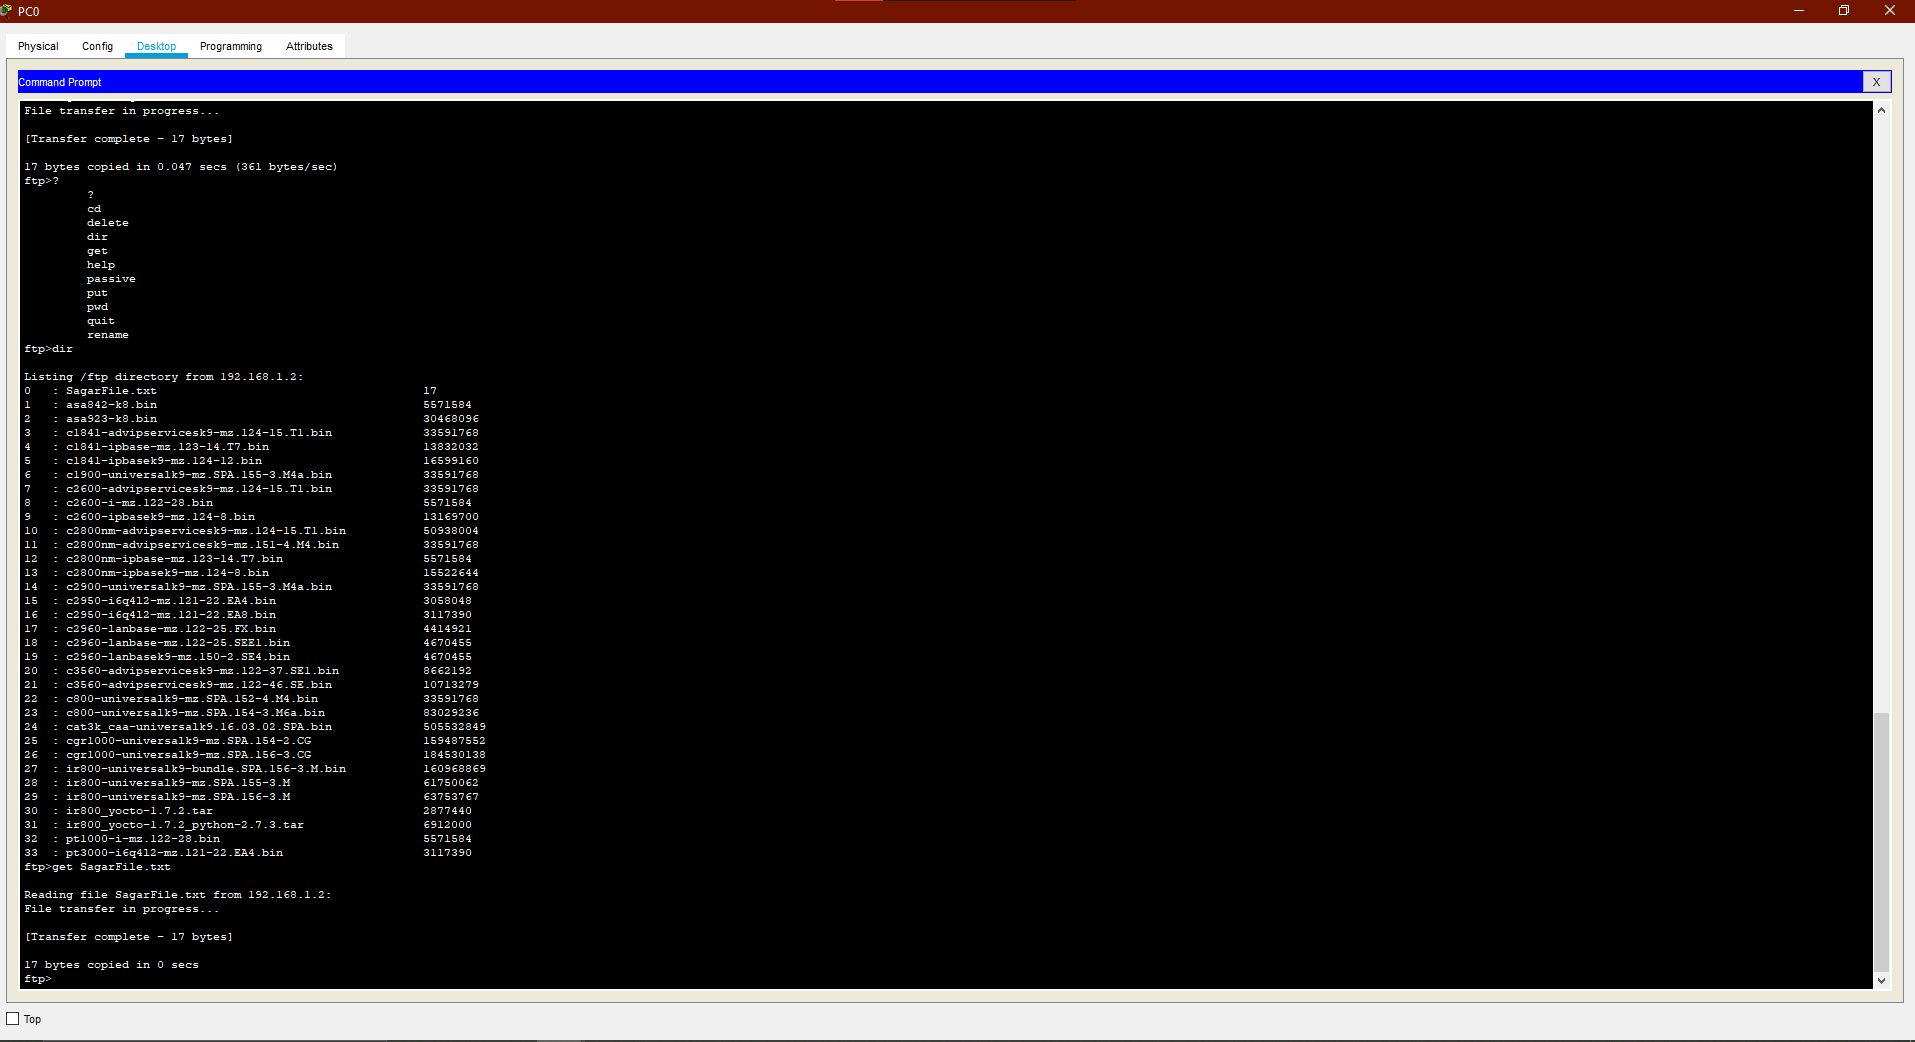 PC0
Physical Config Desktop Programming Attributes
Command Prompt X
File transfer in progress...
[Transfer complete - 17 bytes]
17 bytes copied in 0.047 secs (361 bytes/sec)
ftp>?
?
cd
delete
dir
get
help
passive
put
pwd
quit
rename
ftp>dir
Listing /ftp directory from 192.168.1.2:
0 : SagarFile.txt 17
1 : asa842-k8.bin 5571584
2 : asa923-k8.bin 30468096
3 : c1841-advipservicesk9-mz.124-15.T1.bin 33591768
4 : c1841-ipbase-mz.123-14.T7.bin 13832032
5 : c1841-ipbasek9-mz.124-12.bin 16599160
6 : c1900-universalk9-mz.SPA.155-3.M4a.bin 33591768
7 : c2600-advipservicesk9-mz.124-15.T1.bin 33591768
8 : c2600-i-mz.122-28.bin 5571584
9 : c2600-ipbasek9-mz.124-8.bin 13169700
10 : c2800nm-advipservicesk9-mz.124-15.T1.bin 50938004
11 : c2800nm-advipservicesk9-mz.151-4.M4.bin 33591768
12 : c2800nm-ipbase-mz.123-14.T7.bin 5571584
13 : c2800nm-ipbasek9-mz.124-8.bin 15522644
14 : c2900-universalk9-mz.SPA.155-3.M4a.bin 33591768
15 : c2950-i6q4l2-mz.121-22.EA4.bin 3058048
16 : c2950-i6q4l2-mz.121-22.EA8.bin 3117390
17 : c2960-lanbase-mz.122-25.FX.bin 4414921
18 : c2960-lanbase-mz.122-25.SEE1.bin 4670455
19 : c2960-lanbasek9-mz.150-2.SE4.bin 4670455
20 : c3560-advipservicesk9-mz.122-37.SE1.bin 8662192
21 : c3560-advipservicesk9-mz.122-46.SE.bin 10713279
22 : c800-universalk9-mz.SPA.152-4.M4.bin 33591768
23 : c800-universalk9-mz.SPA.154-3.M6a.bin 83029236
24 : cat3k_caa-universalk9.16.03.02.SPA.bin 505532849
25 : cgr1000-universalk9-mz.SPA.154-2.CG 159487552
26 : cgr1000-universalk9-mz.SPA.156-3.CG 184530138
27 : ir800-universalk9-bundle.SPA.156-3.M.bin 160968869
28 : ir800-universalk9-mz.SPA.155-3.M 61750062
29 : ir800-universalk9-mz.SPA.156-3.M 63753767
30 : ir800_yocto-1.7.2.tar 2877440
31 : ir800_yocto-1.7.2_python-2.7.3.tar 6912000
32 : pt1000-i-mz.122-28.bin 5571584
33 : pt3000-i6q4l2-mz.121-22.EA4.bin 3117390
ftp>get SagarFile.txt
Reading file SagarFile.txt from 192.168.1.2:
File transfer in progress...
[Transfer complete - 17 bytes]
17 bytes copied in 0 secs
ftp>
Top